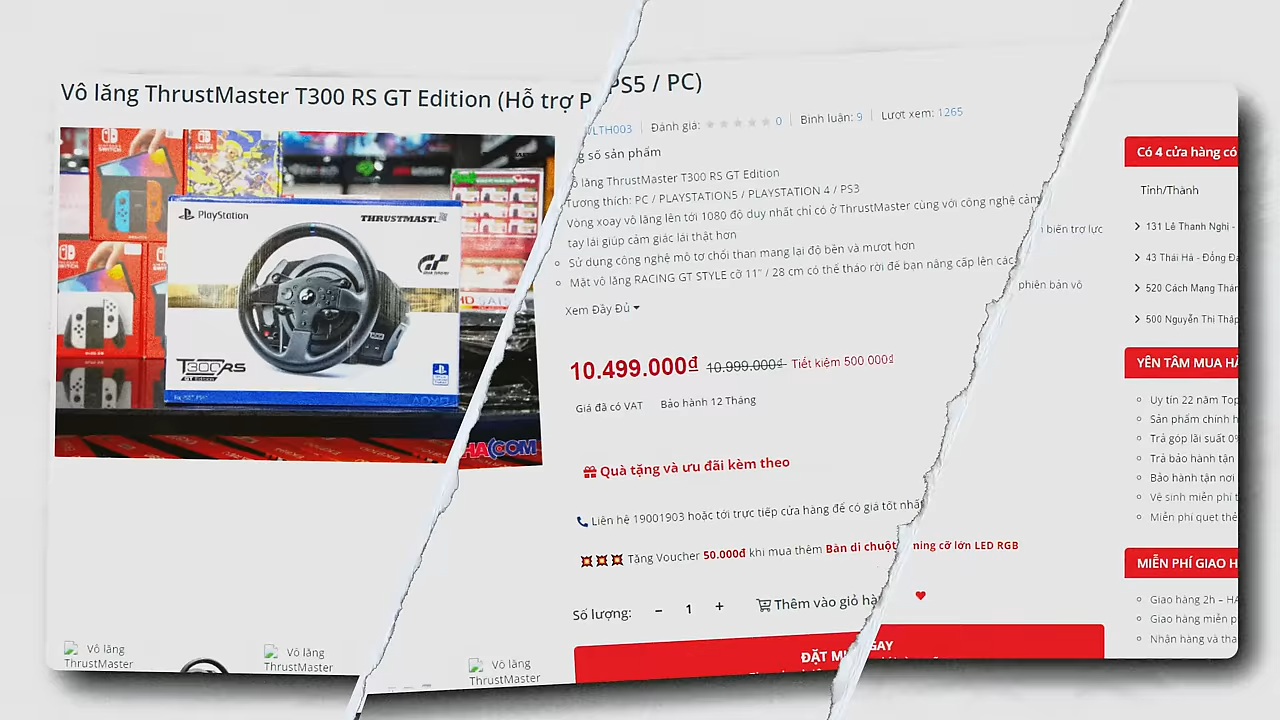 Vô lăng ThrustMaster T300 RS GT Edition (Hỗ trợ P PS5 / PC)
VLTH003 | Đánh giá: 0 | Bình luận: 9 | Lượt xem: 1265
g số sản phẩm
ô lăng ThrustMaster T300 RS GT Edition
Tương thích: PC / PLAYSTATION5 / PLAYSTATION 4 / PS3
Vòng xoay vô lăng lên tới 1080 độ duy nhất chỉ có ở ThrustMaster cùng với công nghệ cảm biến trợ lực
tay lái giúp cảm giác lái thật hơn
Sử dụng công nghệ mô tơ chổi than mang lại độ bền và mượt hơn
Mặt vô lăng RACING GT STYLE cỡ 11" / 28 cm có thể tháo rời để bạn nâng cấp lên các phiên bản vô
Xem Đầy Đủ
10.499.000đ 10.999.000đ Tiết kiệm 500.000đ
Giá đã có VAT Bảo hành 12 Tháng
Quà tặng và ưu đãi kèm theo
Liên hệ 19001903 hoặc tới trực tiếp cửa hàng để có giá tốt nhất
Tặng Voucher 50.000đ khi mua thêm Bàn di chuột ning cỡ lớn LED RGB
Số lượng: − 1 + Thêm vào giỏ hà
ĐẶT MU GAY
PlayStation
THRUSTMAST
T300RS
GT Edition
HACOM
Vô lăng
ThrustMaster
Vô lăng
ThrustMaster
Vô lăng
ThrustMaster
Có 4 cửa hàng có
Tỉnh/Thành
131 Lê Thanh Nghị -
43 Thái Hà - Đống Đa
520 Cách Mạng Thán
500 Nguyễn Thị Thập
YÊN TÂM MUA HÀ
Uy tín 22 năm Top
Sản phẩm chính h
Trả góp lãi suất 0%
Trả bảo hành tận
Bảo hành tận nơi
Vệ sinh miễn phí t
Miễn phí quẹt thẻ
MIỄN PHÍ GIAO H
Giao hàng 2h – HA
Giao hàng miễn p
Nhận hàng và tha